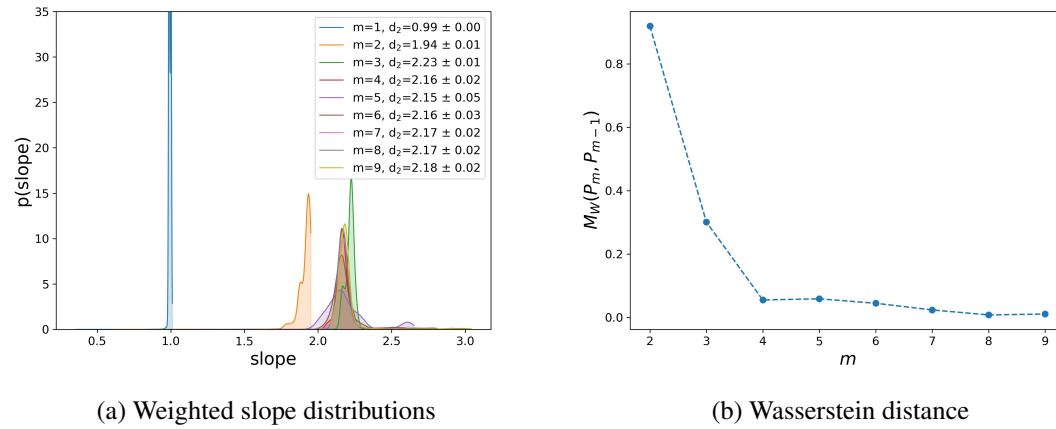 35
30
25
20
15
10
5
0
p(slope)
0.5
1.0
1.5
2.0
2.5
3.0
slope
m=1, d₂=0.99 ± 0.00
m=2, d₂=1.94 ± 0.01
m=3, d₂=2.23 ± 0.01
m=4, d₂=2.16 ± 0.02
m=5, d₂=2.15 ± 0.05
m=6, d₂=2.16 ± 0.03
m=7, d₂=2.17 ± 0.02
m=8, d₂=2.17 ± 0.02
m=9, d₂=2.18 ± 0.02
(a) Weighted slope distributions
0.8
0.6
0.4
0.2
0.0
M_W(P_m, P_{m−1})
2
3
4
5
6
7
8
9
m
(b) Wasserstein distance